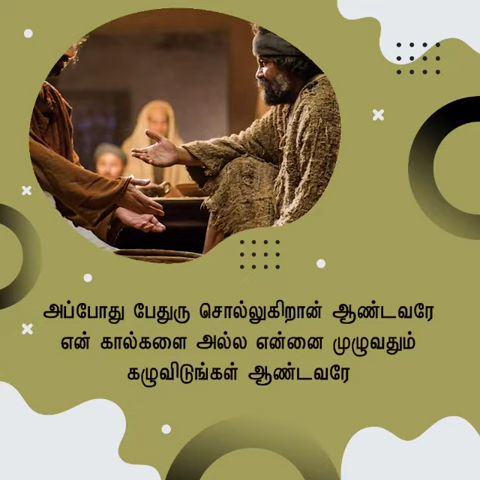 அப்போது பேதுரு சொல்லுகிறான் ஆண்டவரே
என் கால்களை அல்ல என்னை முழுவதும்
கழுவிடுங்கள் ஆண்டவரே